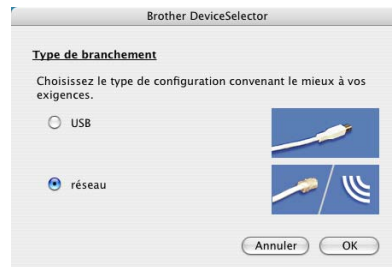 Brother DeviceSelector
Type de branchement
Choisissez le type de configuration convenant le mieux à vos
exigences.
USB
réseau
Annuler
OK